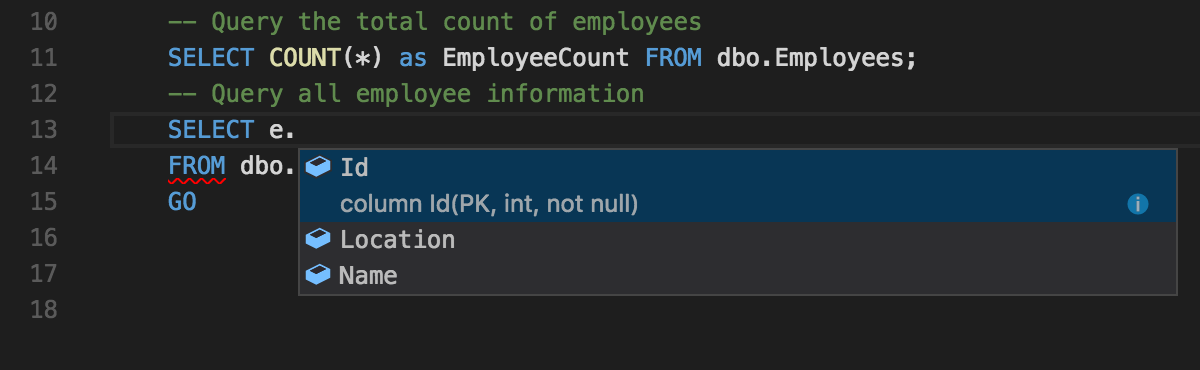 10 -- Query the total count of employees
11 SELECT COUNT(*) as EmployeeCount FROM dbo.Employees;
12 -- Query all employee information
13 SELECT e.
14 FROM dbo.
Id
15 GO
column Id(PK, int, not null)
i
16
Location
17
Name
18